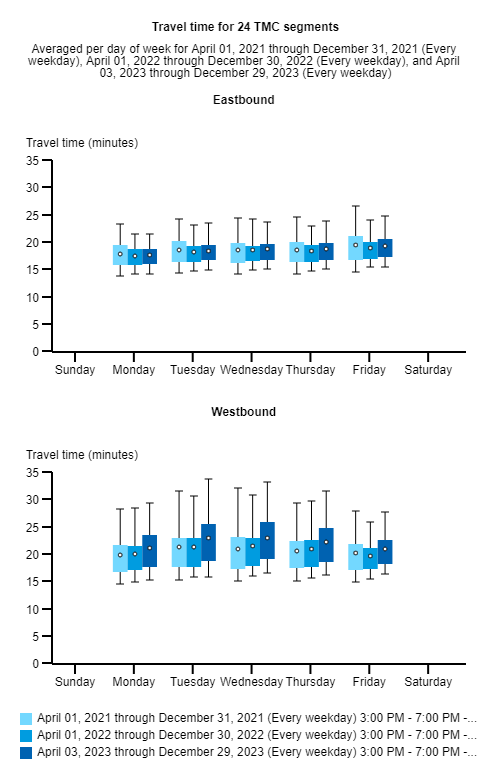 Travel time for 24 TMC segments
Averaged per day of week for April 01, 2021 through December 31, 2021 (Every
weekday), April 01, 2022 through December 30, 2022 (Every weekday), and April
03, 2023 through December 29, 2023 (Every weekday)
Eastbound
Travel time (minutes)
35
30
25
20
15
10
5
0
Sunday Monday Tuesday Wednesday Thursday Friday Saturday
Westbound
Travel time (minutes)
35
30
25
20
15
10
5
0
Sunday Monday Tuesday Wednesday Thursday Friday Saturday
April 01, 2021 through December 31, 2021 (Every weekday) 3:00 PM - 7:00 PM -...
April 01, 2022 through December 30, 2022 (Every weekday) 3:00 PM - 7:00 PM -...
April 03, 2023 through December 29, 2023 (Every weekday) 3:00 PM - 7:00 PM -...